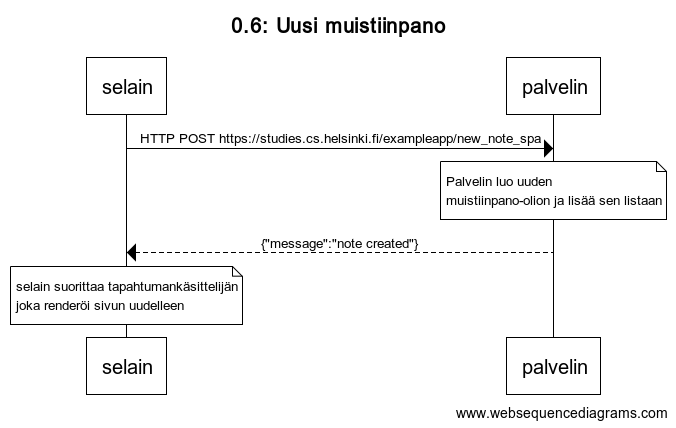 0.6: Uusi muistiinpano
selain
palvelin
HTTP POST https://studies.cs.helsinki.fi/exampleapp/new_note_spa
Palvelin luo uuden
muistiinpano-olion ja lisää sen listaan
{"message":"note created"}
selain suorittaa tapahtumankäsittelijän
joka renderöi sivun uudelleen
selain
palvelin
www.websequencediagrams.com